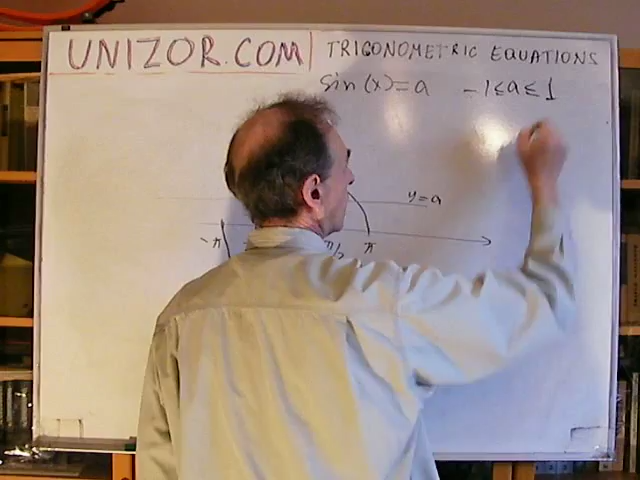 UNIZOR.COM | TRIGONOMETRIC EQUATIONS
sin(x)=a -1≤a≤1
y=a
-π π/2 π